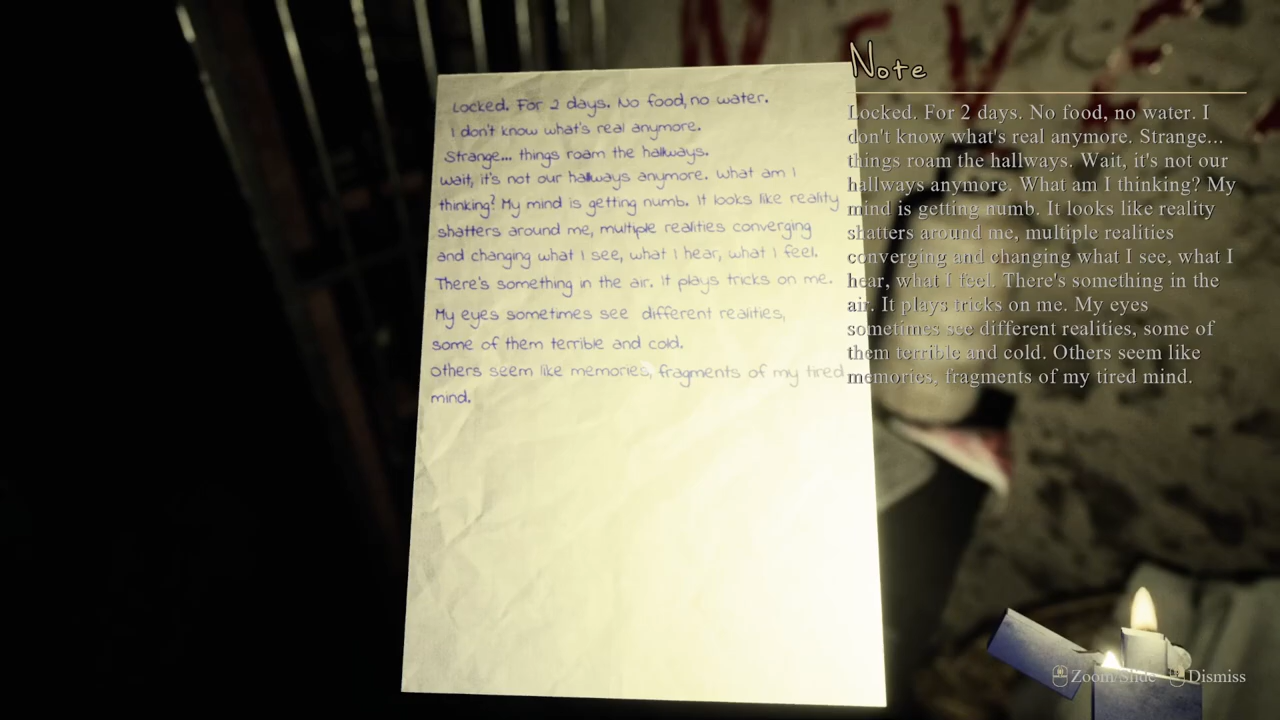 NEVE
Locked. For 2 days. No food, no water.
I don't know what's real anymore.
Strange... things roam the hallways.
Wait, it's not our hallways anymore. What am I
thinking? My mind is getting numb. It looks like reality
shatters around me, multiple realities converging
and changing what I see, what I hear, what I feel.
There's something in the air. It plays tricks on me.
My eyes sometimes see different realities,
some of them terrible and cold.
Others seem like memories, fragments of my tired
mind.
Note
Locked. For 2 days. No food, no water. I
don't know what's real anymore. Strange...
things roam the hallways. Wait, it's not our
hallways anymore. What am I thinking? My
mind is getting numb. It looks like reality
shatters around me, multiple realities
converging and changing what I see, what I
hear, what I feel. There's something in the
air. It plays tricks on me. My eyes
sometimes see different realities, some of
them terrible and cold. Others seem like
memories, fragments of my tired mind.
Zoom/Slide
Dismiss